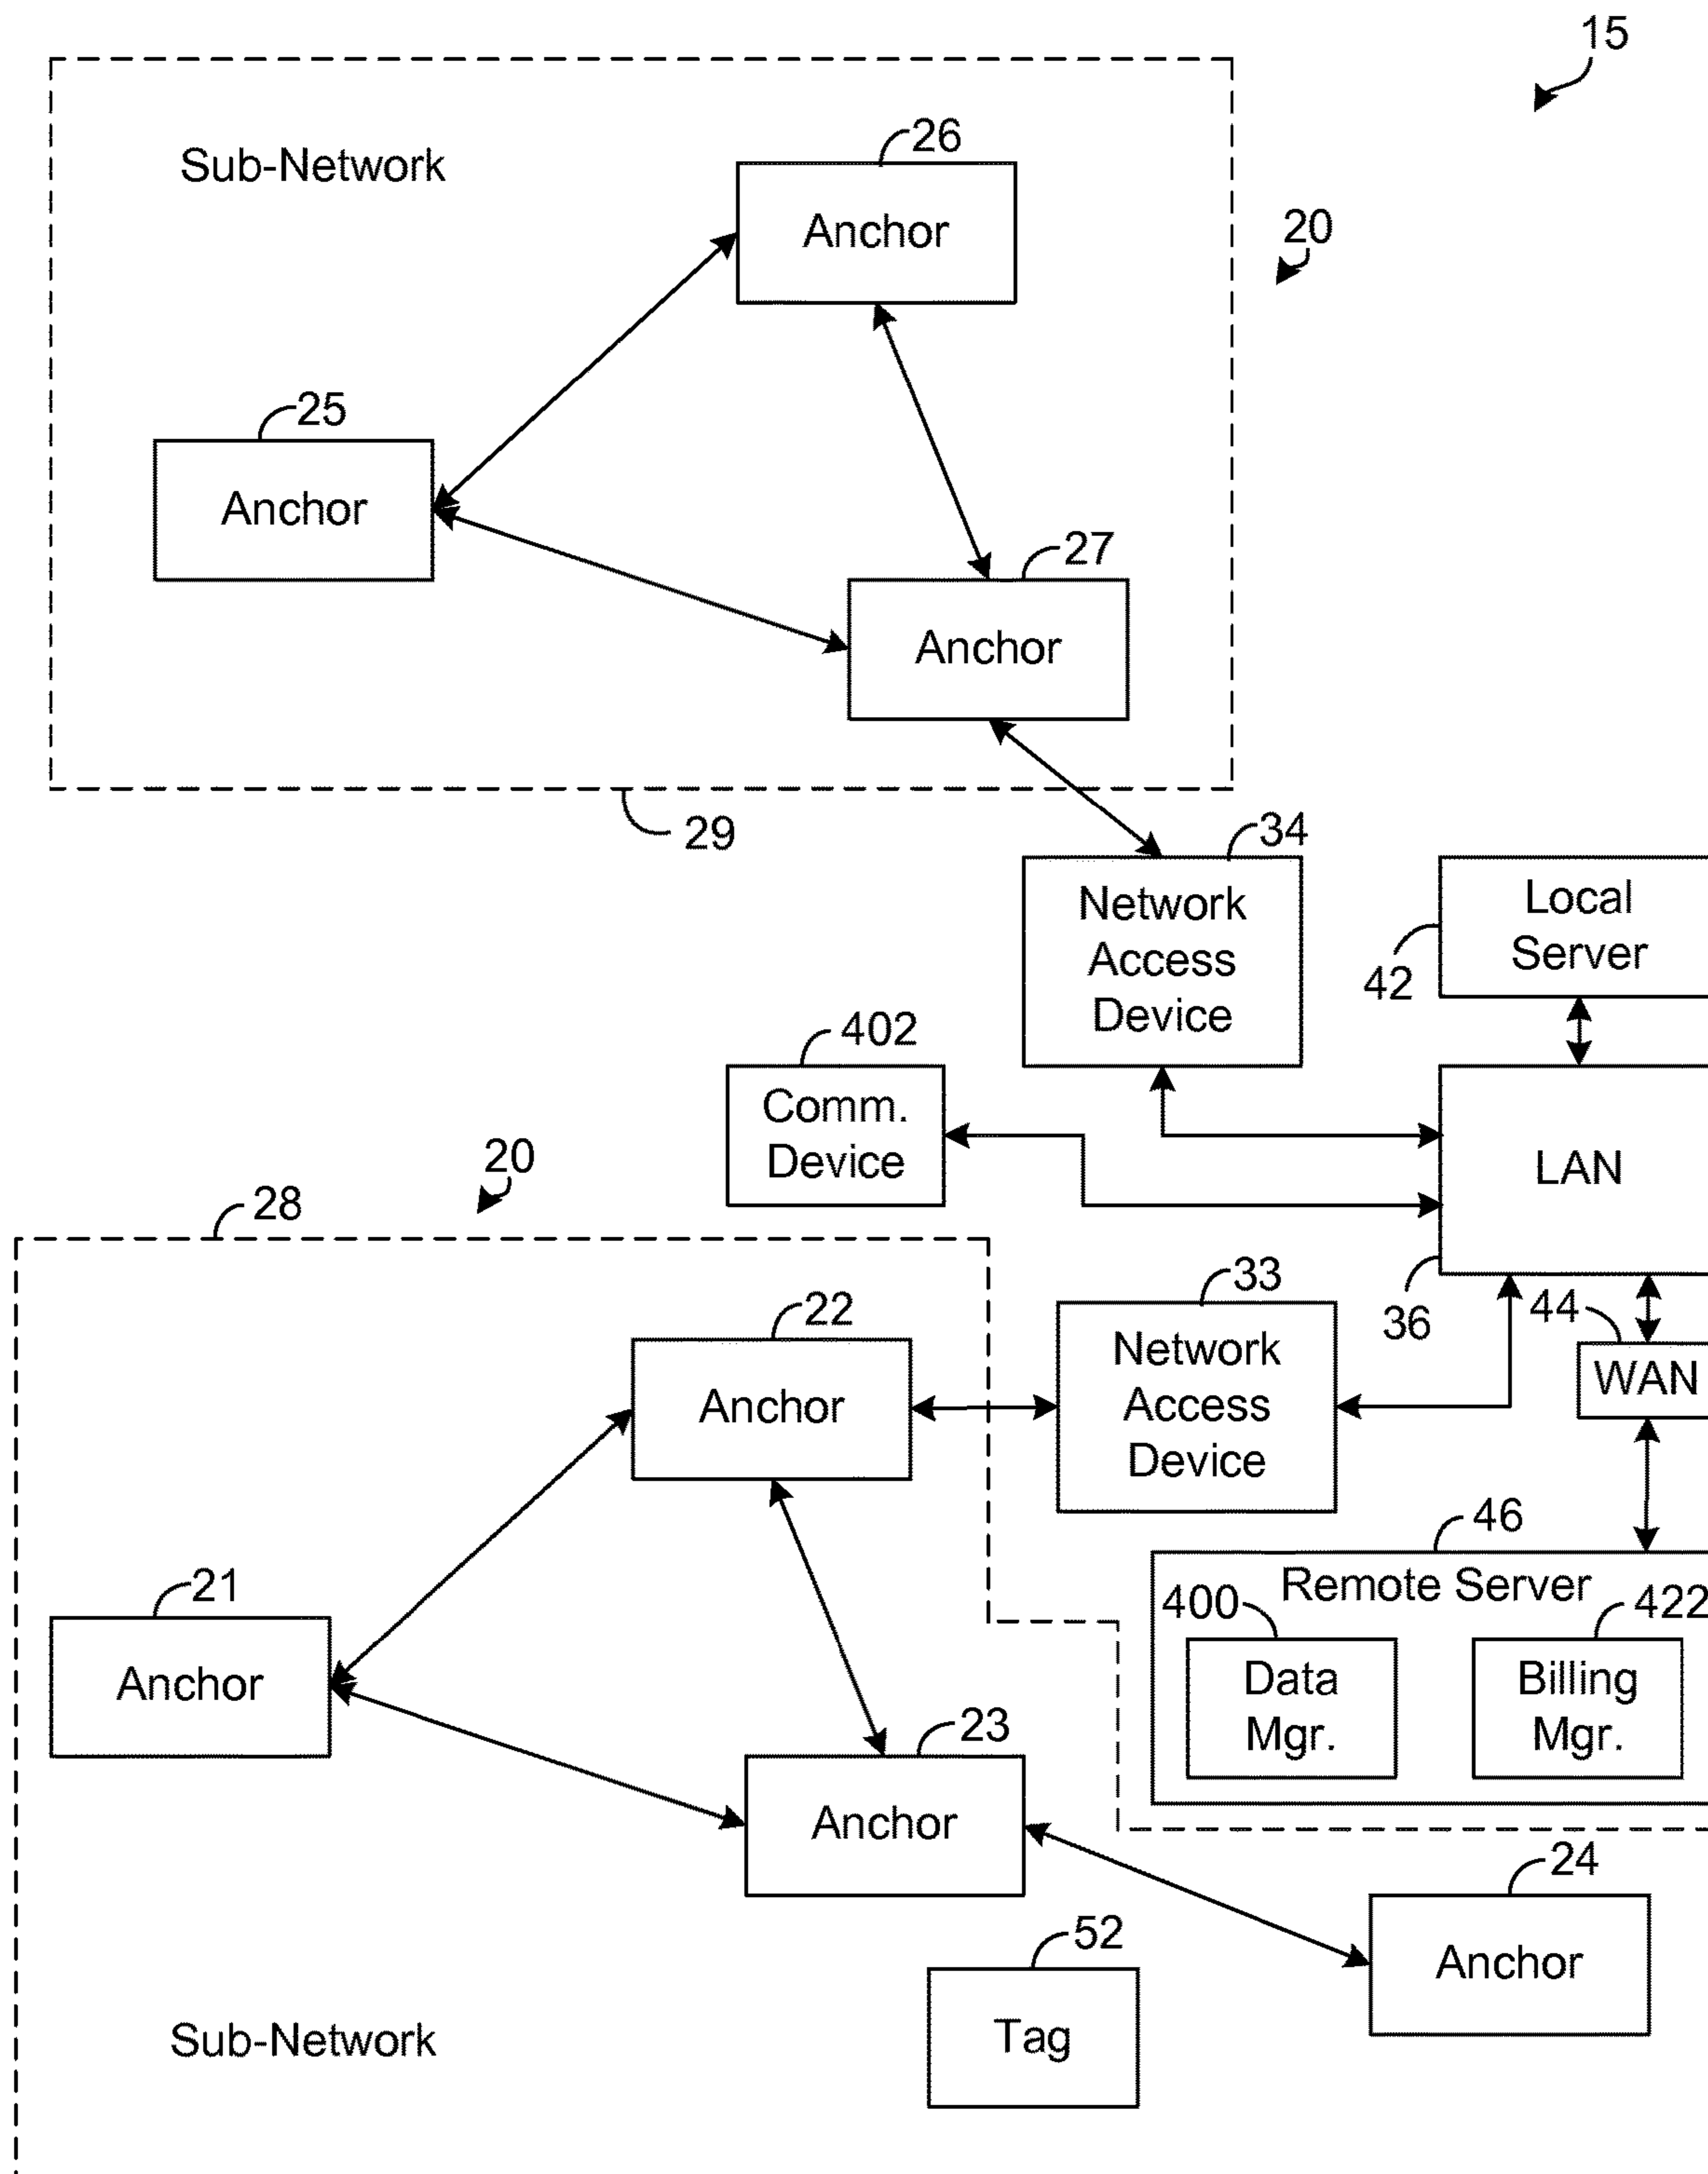 15
26
Sub-Network
Anchor
20
25
Anchor
27
Anchor
29
34
Network
Access
Device
Local
Server
42
402
Comm.
Device
LAN
20
28
36
33
44
22
Network
Access
Device
WAN
Anchor
46
Remote Server
400
422
21
Anchor
Data
Mgr.
Billing
Mgr.
23
Anchor
24
Anchor
52
Tag
Sub-Network